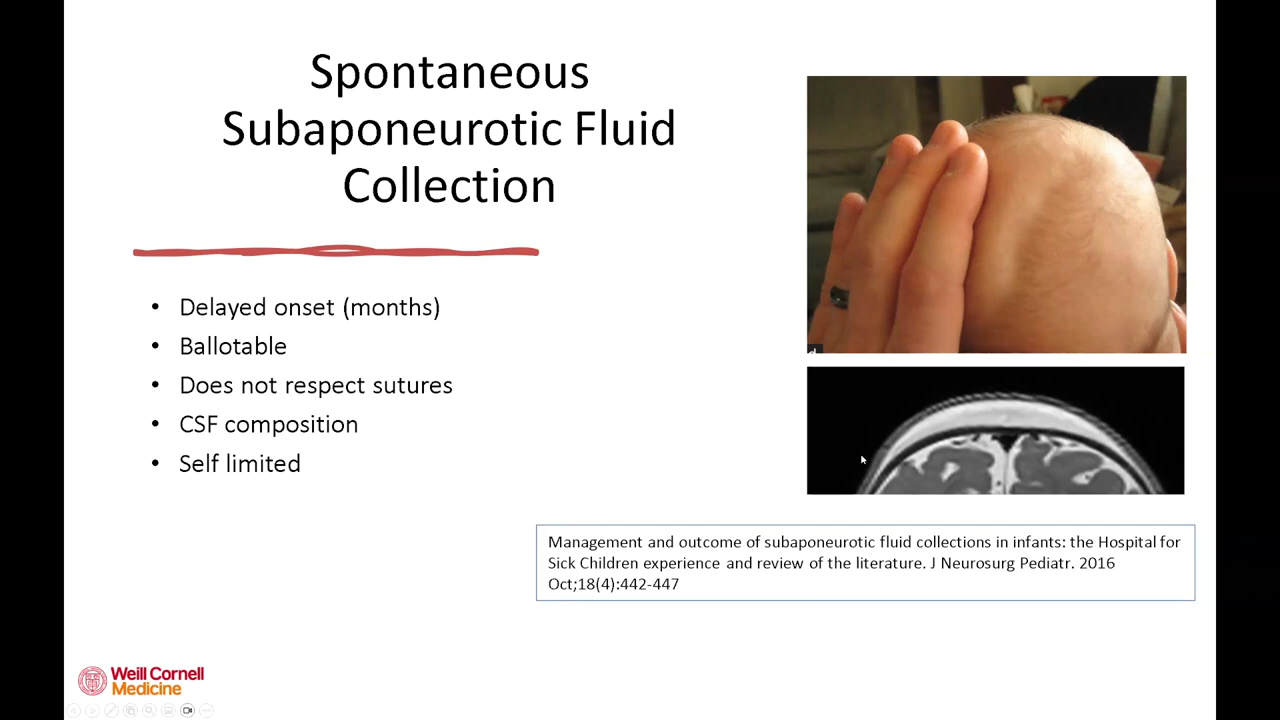 Spontaneous
Subaponeurotic Fluid
Collection
• Delayed onset (months)
• Ballotable
• Does not respect sutures
• CSF composition
• Self limited
Management and outcome of subaponeurotic fluid collections in infants: the Hospital for
Sick Children experience and review of the literature. J Neurosurg Pediatr. 2016
Oct;18(4):442-447
Weill Cornell
Medicine